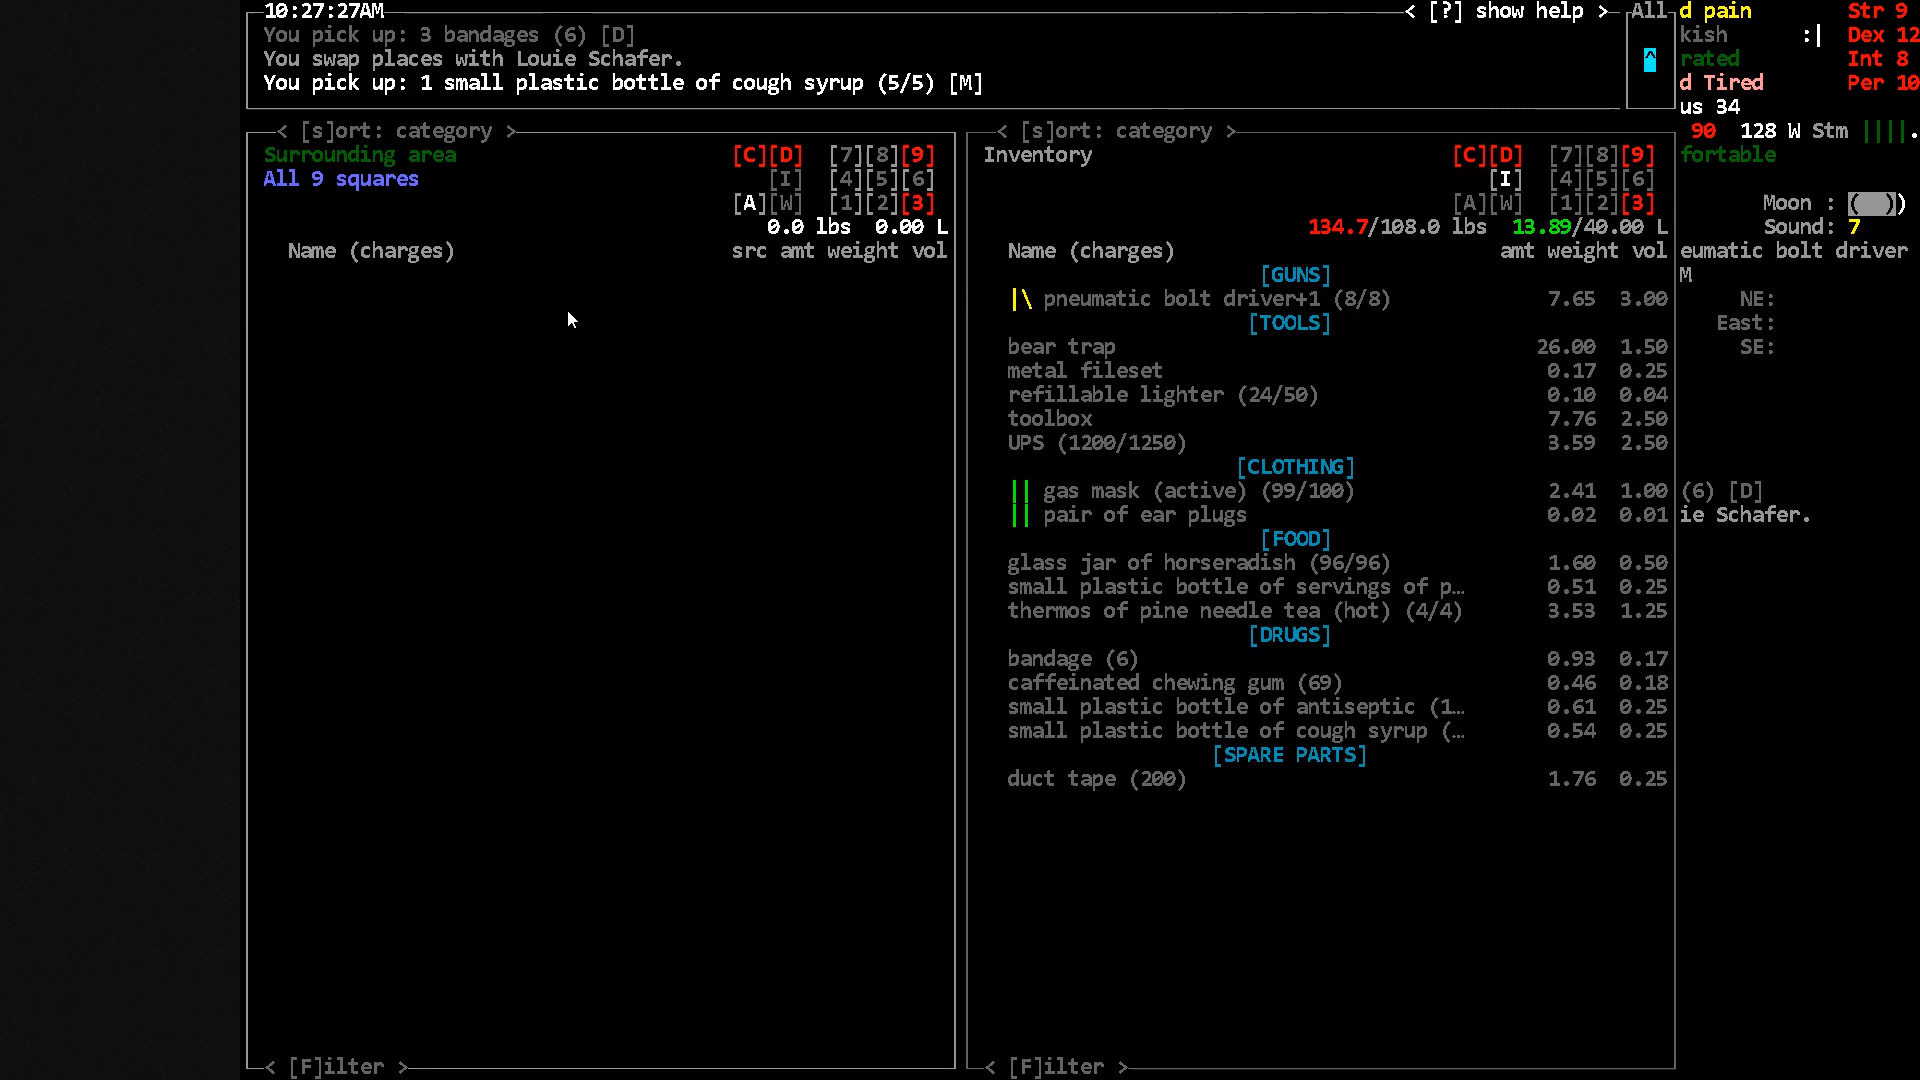 10:27:27AM
< [?] show help >
You pick up: 3 bandages (6) [D]
You swap places with Louie Schafer.
You pick up: 1 small plastic bottle of cough syrup (5/5) [M]
All
^
d pain Str 9
kish :| Dex 12
rated Int 8
d Tired Per 10
us 34
90 128 W Stm ||||.
fortable
Moon : (  ))
Sound: 7
eumatic bolt driver
M
NE:
East:
SE:
(6) [D]
ie Schafer.
< [s]ort: category >
Surrounding area [C][D] [7][8][9]
All 9 squares [I] [4][5][6]
[A][W] [1][2][3]
0.0 lbs 0.00 L
Name (charges) src amt weight vol
< [F]ilter >
< [s]ort: category >
Inventory [C][D] [7][8][9]
[I] [4][5][6]
[A][W] [1][2][3]
134.7/108.0 lbs 13.89/40.00 L
Name (charges) amt weight vol
[GUNS]
|\ pneumatic bolt driver+1 (8/8) 7.65 3.00
[TOOLS]
bear trap 26.00 1.50
metal fileset 0.17 0.25
refillable lighter (24/50) 0.10 0.04
toolbox 7.76 2.50
UPS (1200/1250) 3.59 2.50
[CLOTHING]
|| gas mask (active) (99/100) 2.41 1.00
|| pair of ear plugs 0.02 0.01
[FOOD]
glass jar of horseradish (96/96) 1.60 0.50
small plastic bottle of servings of p… 0.51 0.25
thermos of pine needle tea (hot) (4/4) 3.53 1.25
[DRUGS]
bandage (6) 0.93 0.17
caffeinated chewing gum (69) 0.46 0.18
small plastic bottle of antiseptic (1… 0.61 0.25
small plastic bottle of cough syrup (… 0.54 0.25
[SPARE PARTS]
duct tape (200) 1.76 0.25
< [F]ilter >